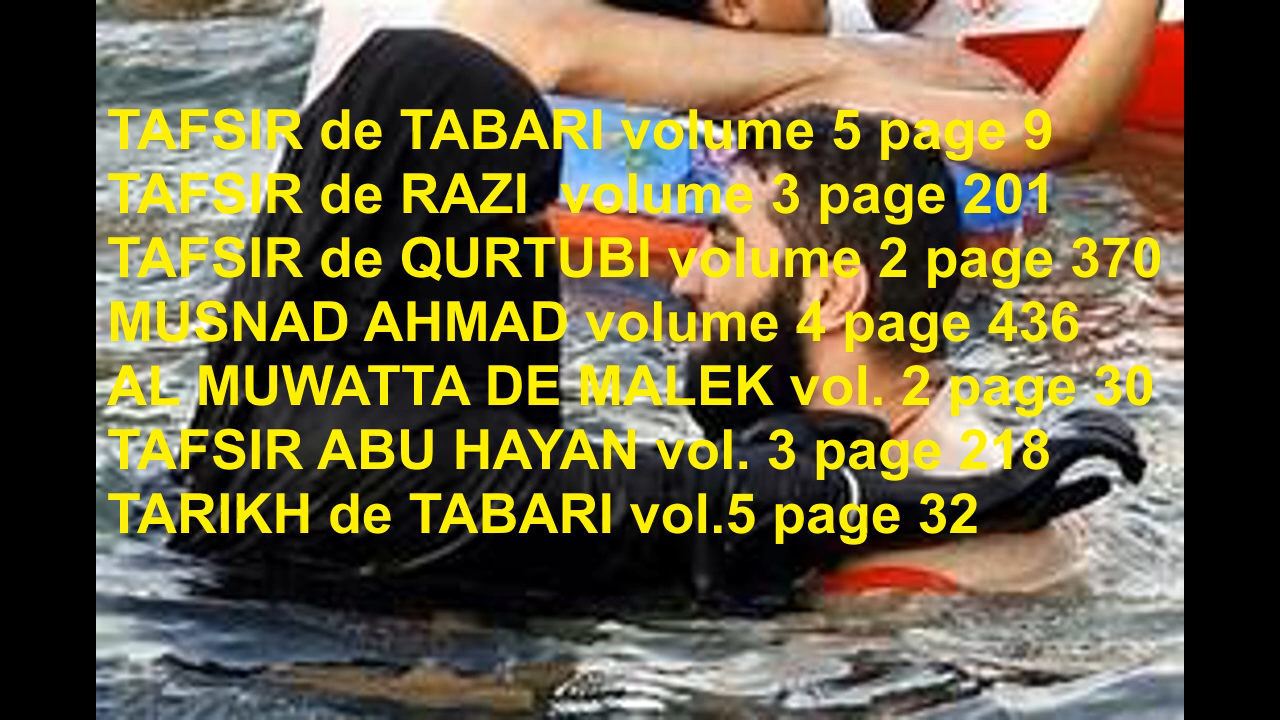 TAFSIR de TABARI volume 5 page 9
TAFSIR de RAZI  volume 3 page 201
TAFSIR de QURTUBI volume 2 page 370
MUSNAD AHMAD volume 4 page 436
AL MUWATTA DE MALEK vol. 2 page 30
TAFSIR ABU HAYAN vol. 3 page 218
TARIKH de TABARI vol.5 page 32